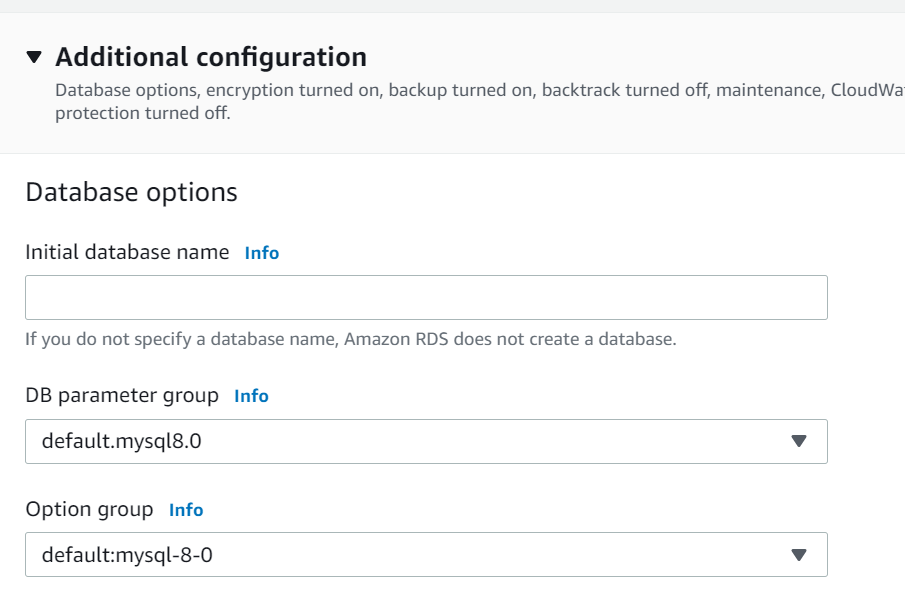 Additional configuration
Database options, encryption turned on, backup turned on, backtrack turned off, maintenance,
protection turned off.
Database options
Initial database name Info
If you do not specify a database name, Amazon RDS does not create a database.
DB parameter group Info
default.mysql8.0
Option group Info
default:mysql-8-0